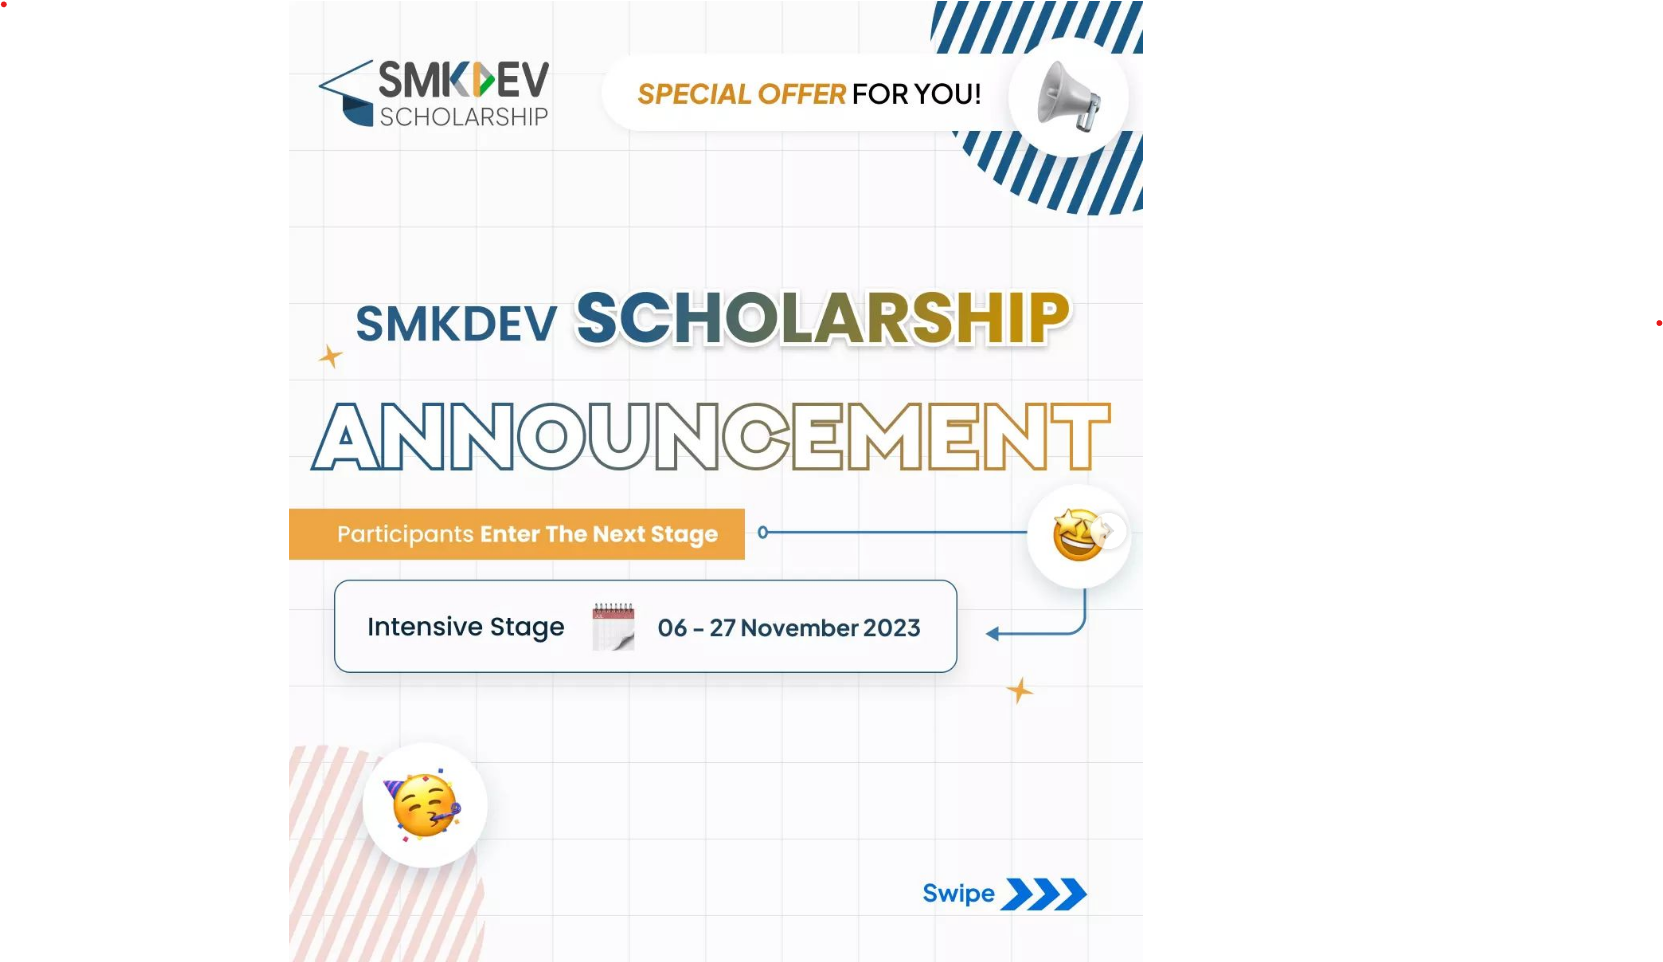 SMKDEV
SCHOLARSHIP
SPECIAL OFFER FOR YOU!
SMKDEV SCHOLARSHIP
ANNOUNCEMENT
Participants Enter The Next Stage
Intensive Stage 06 - 27 November 2023
Swipe